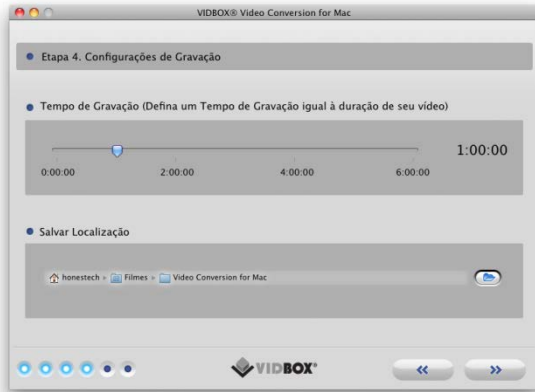 VIDBOX® Video Conversion for Mac
Etapa 4. Configurações de Gravação
Tempo de Gravação (Defina um Tempo de Gravação igual à duração de seu vídeo)
1:00:00
0:00:00 2:00:00 4:00:00 6:00:00
Salvar Localização
honestech ▸ Filmes ▸ Video Conversion for Mac
VIDBOX®